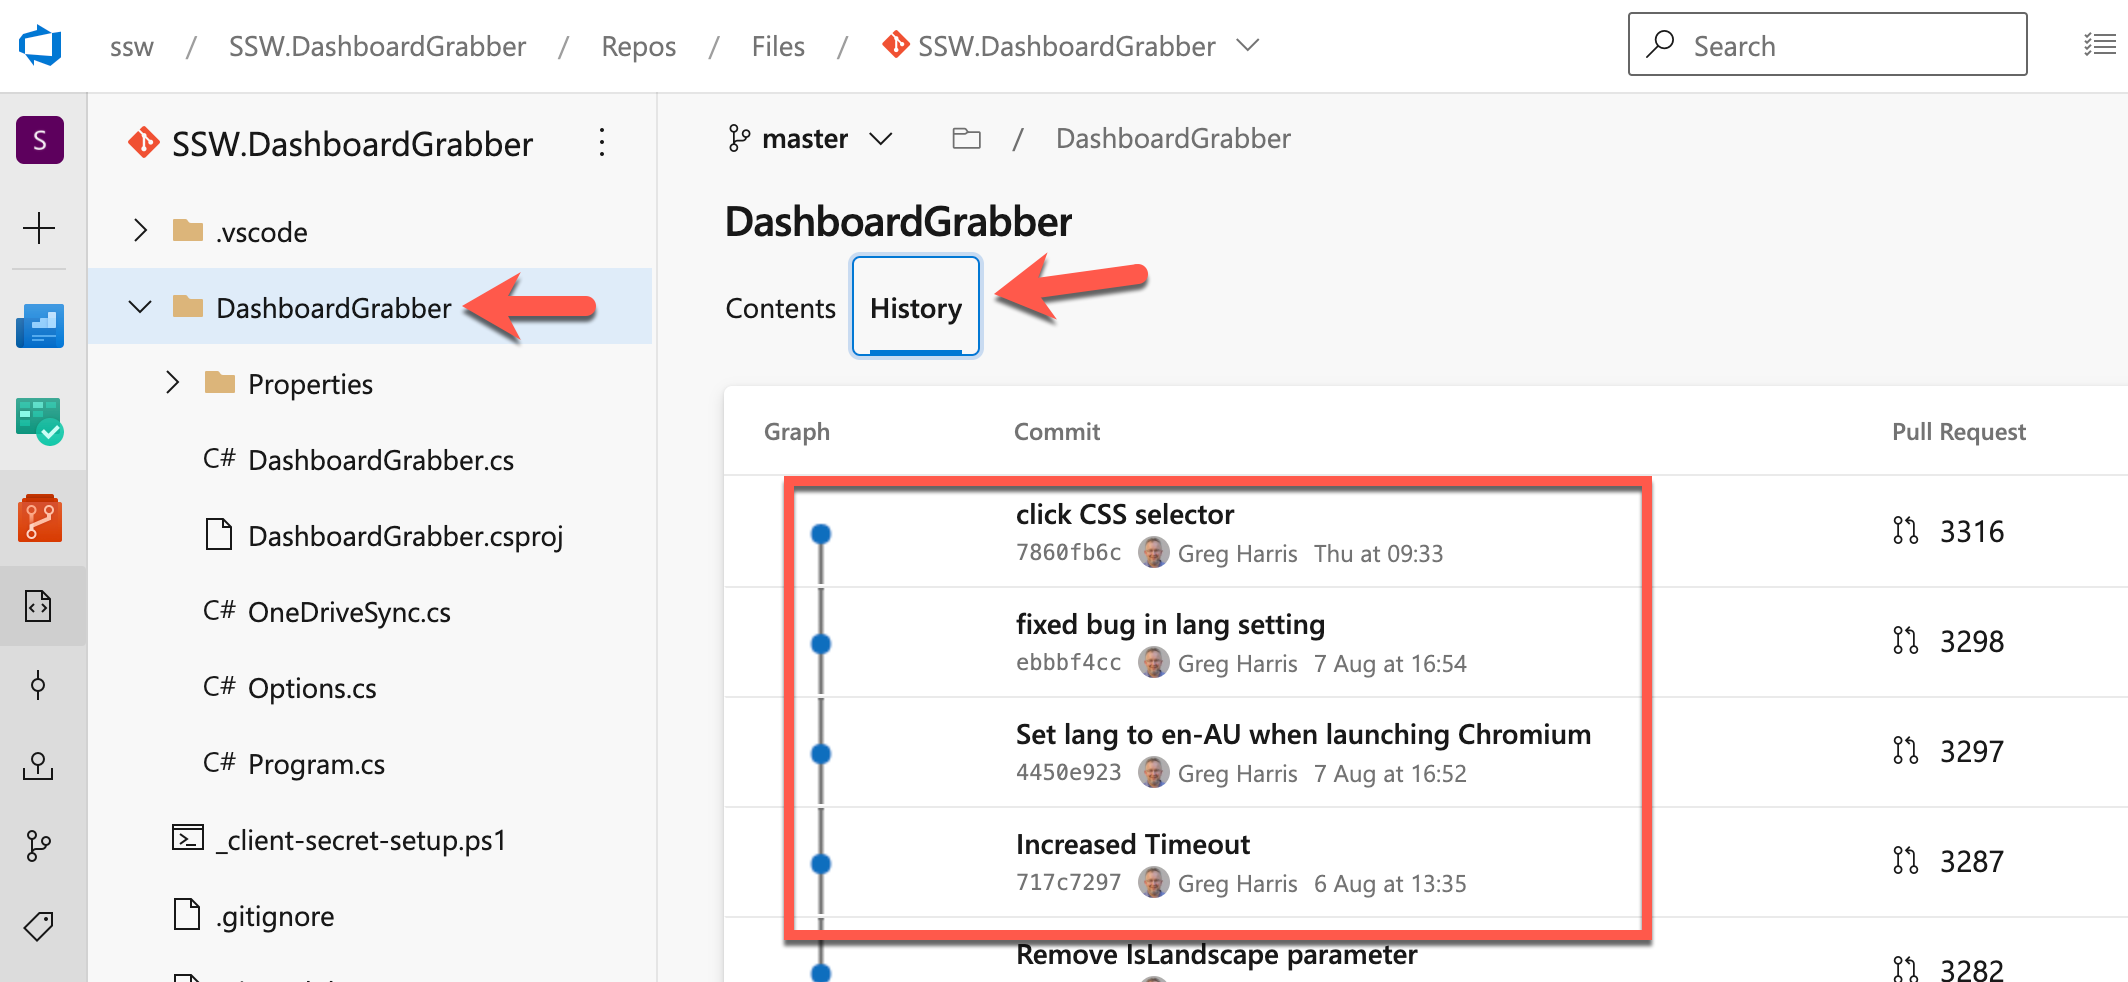 ssw / SSW.DashboardGrabber / Repos / Files / SSW.DashboardGrabber
Search
S
SSW.DashboardGrabber
.vscode
DashboardGrabber
Properties
C# DashboardGrabber.cs
DashboardGrabber.csproj
C# OneDriveSync.cs
C# Options.cs
C# Program.cs
_client-secret-setup.ps1
.gitignore
master / DashboardGrabber
DashboardGrabber
Contents History
Graph Commit Pull Request
click CSS selector
7860fb6c Greg Harris Thu at 09:33
3316
fixed bug in lang setting
ebbbf4cc Greg Harris 7 Aug at 16:54
3298
Set lang to en-AU when launching Chromium
4450e923 Greg Harris 7 Aug at 16:52
3297
Increased Timeout
717c7297 Greg Harris 6 Aug at 13:35
3287
Remove IsLandscape parameter
3282